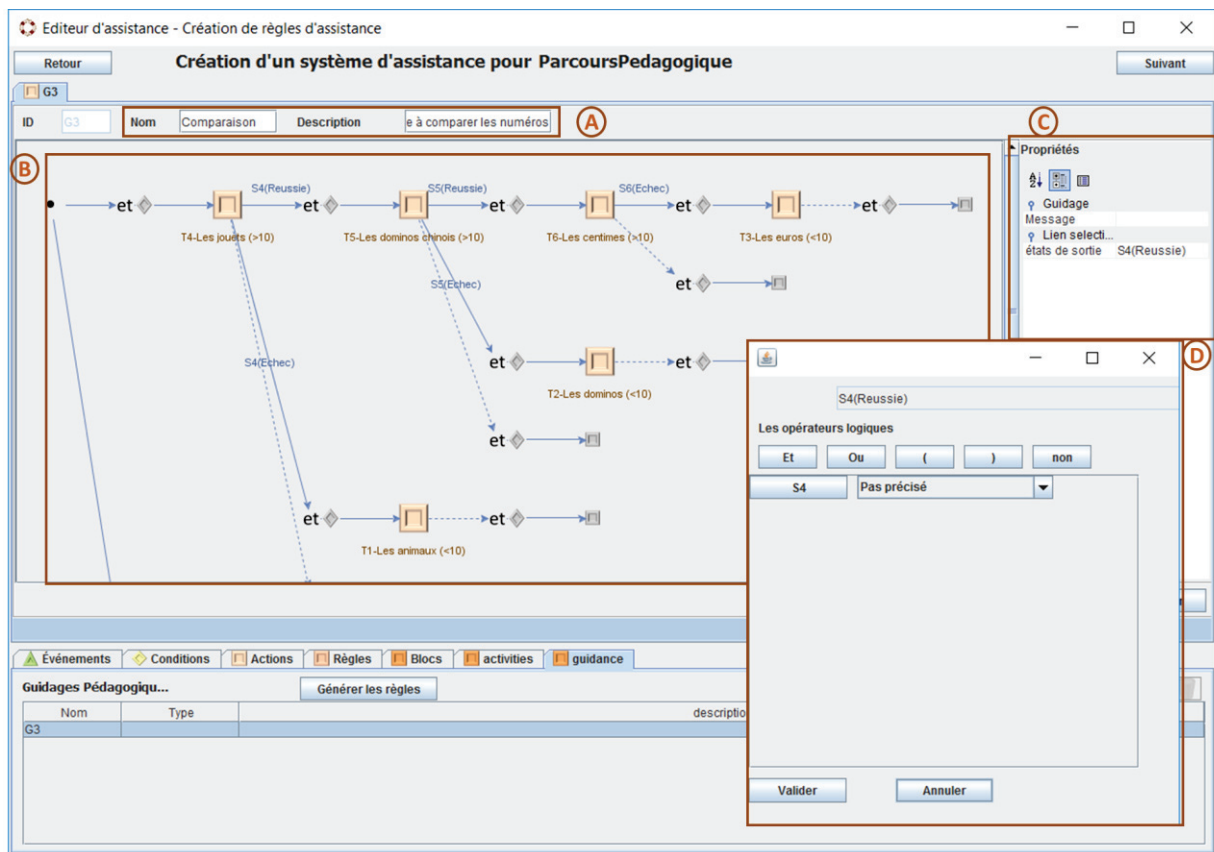 Editeur d'assistance - Création de règles d'assistance
Retour Création d'un système d'assistance pour ParcoursPedagogique Suivant
G3
ID G3 Nom Comparaison Description e à comparer les numéros A
C
B
Propriétés
Guidage
Message
Lien selecti...
états de sortie S4(Reussie)
S4(Reussie) S5(Reussie) S6(Echec)
et et et et et
T4-Les jouets (>10) T5-Les dominos chinois (>10) T6-Les centimes (>10) T3-Les euros (<10)
S5(Echec) et
S4(Echec) et et
T2-Les dominos (<10)
et
et et
T1-Les animaux (<10)
D
S4(Reussie)
Les opérateurs logiques
Et Ou ( ) non
S4 Pas précisé
Valider Annuler
Événements Conditions Actions Règles Blocs activities guidance
Guidages Pédagogiqu... Générer les règles
Nom Type descriptio
G3